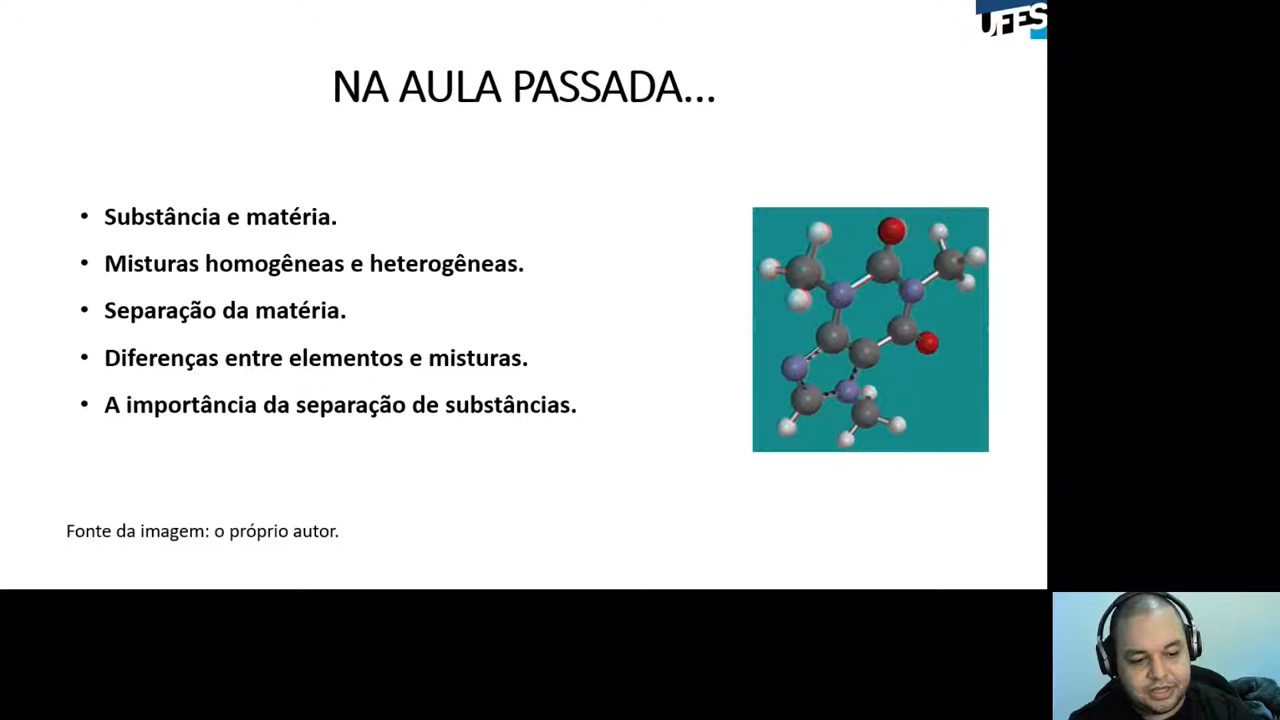 UFES
NA AULA PASSADA...
• Substância e matéria.
• Misturas homogêneas e heterogêneas.
• Separação da matéria.
• Diferenças entre elementos e misturas.
• A importância da separação de substâncias.
Fonte da imagem: o próprio autor.